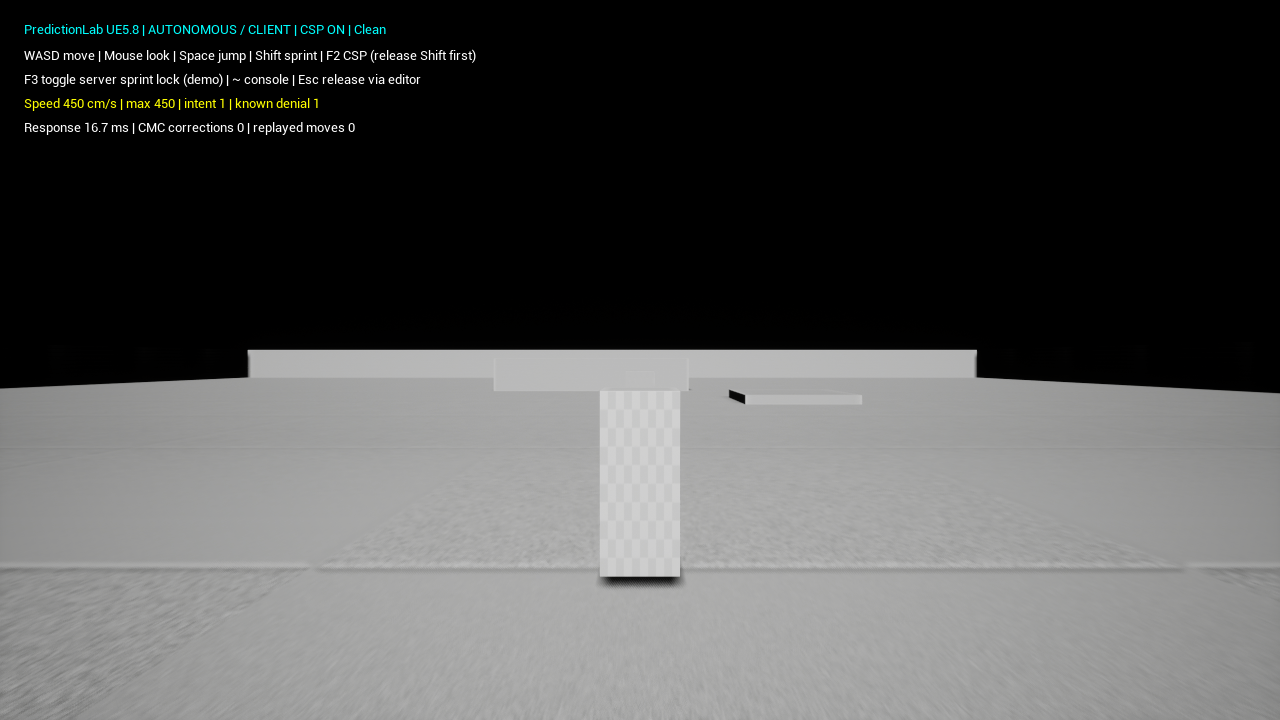 PredictionLab UE5.8 | AUTONOMOUS / CLIENT | CSP ON | Clean
WASD move | Mouse look | Space jump | Shift sprint | F2 CSP (release Shift first)
F3 toggle server sprint lock (demo) | ~ console | Esc release via editor
Speed 450 cm/s | max 450 | intent 1 | known denial 1
Response 16.7 ms | CMC corrections 0 | replayed moves 0